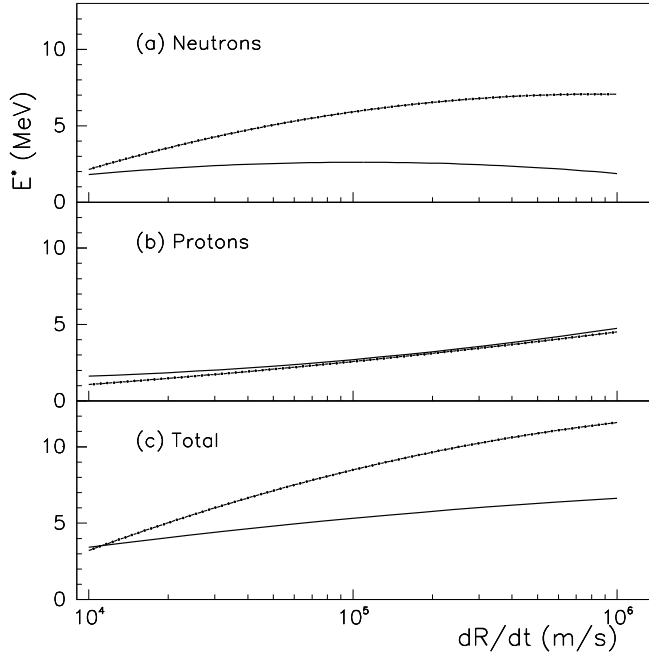 (a) Neutrons
10
5
0
E* (MeV)
(b) Protons
10
5
0
(c) Total
10
5
0
10⁴
10⁵
10⁶
dR/dt (m/s)